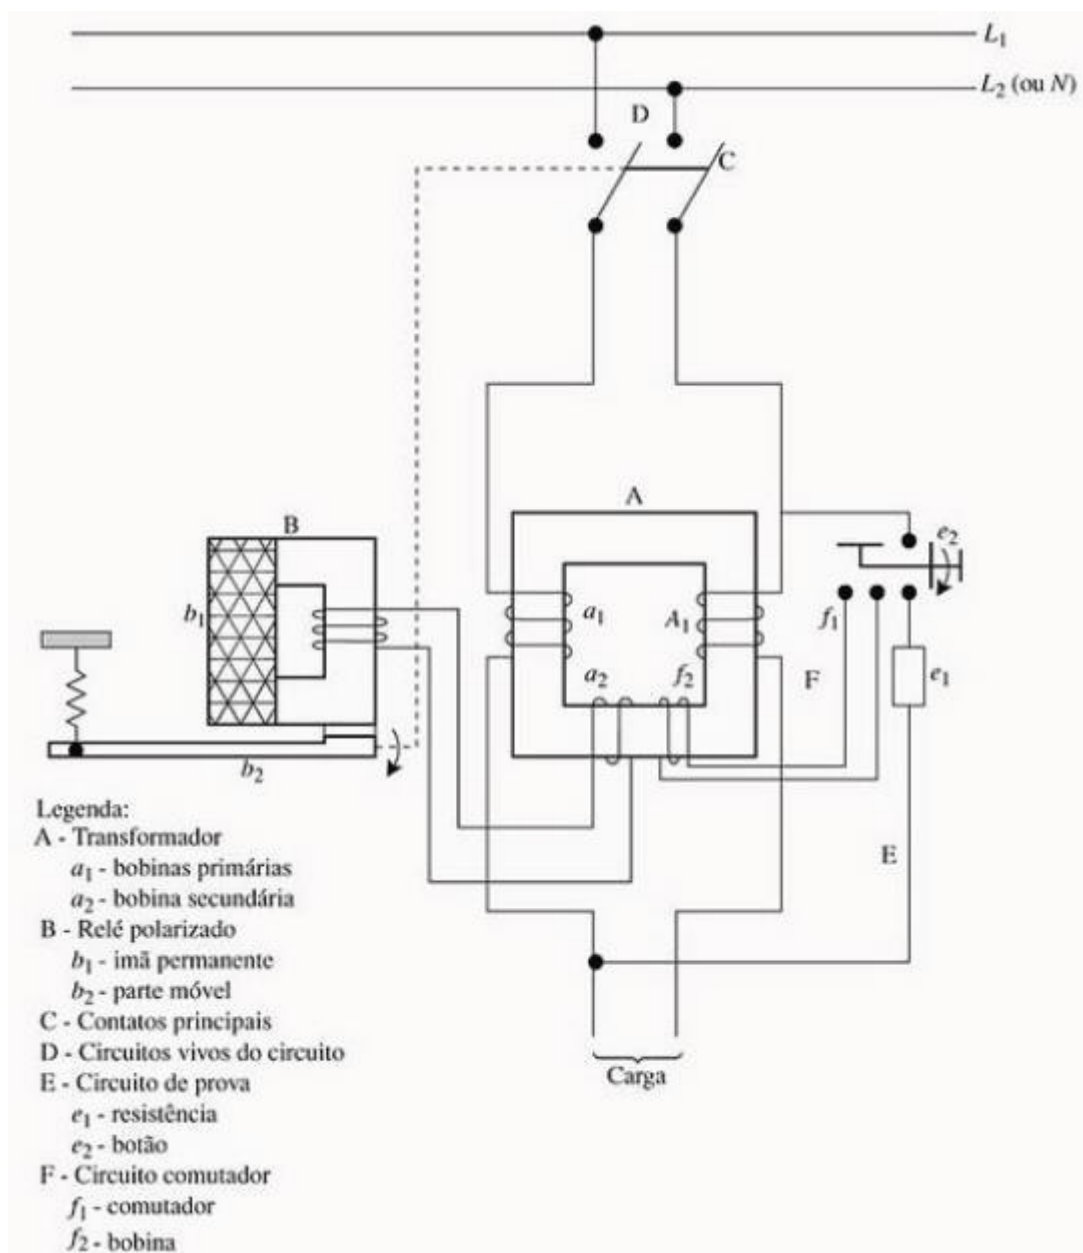 L1
L2 (ou N)
D
C
A
B
e2
b1
a1
A1
f1
a2
f2
F
e1
b2
E
Carga
Legenda:
A - Transformador
a1 - bobinas primárias
a2 - bobina secundária
B - Relé polarizado
b1 - imã permanente
b2 - parte móvel
C - Contatos principais
D - Circuitos vivos do circuito
E - Circuito de prova
e1 - resistência
e2 - botão
F - Circuito comutador
f1 - comutador
f2 - bobina